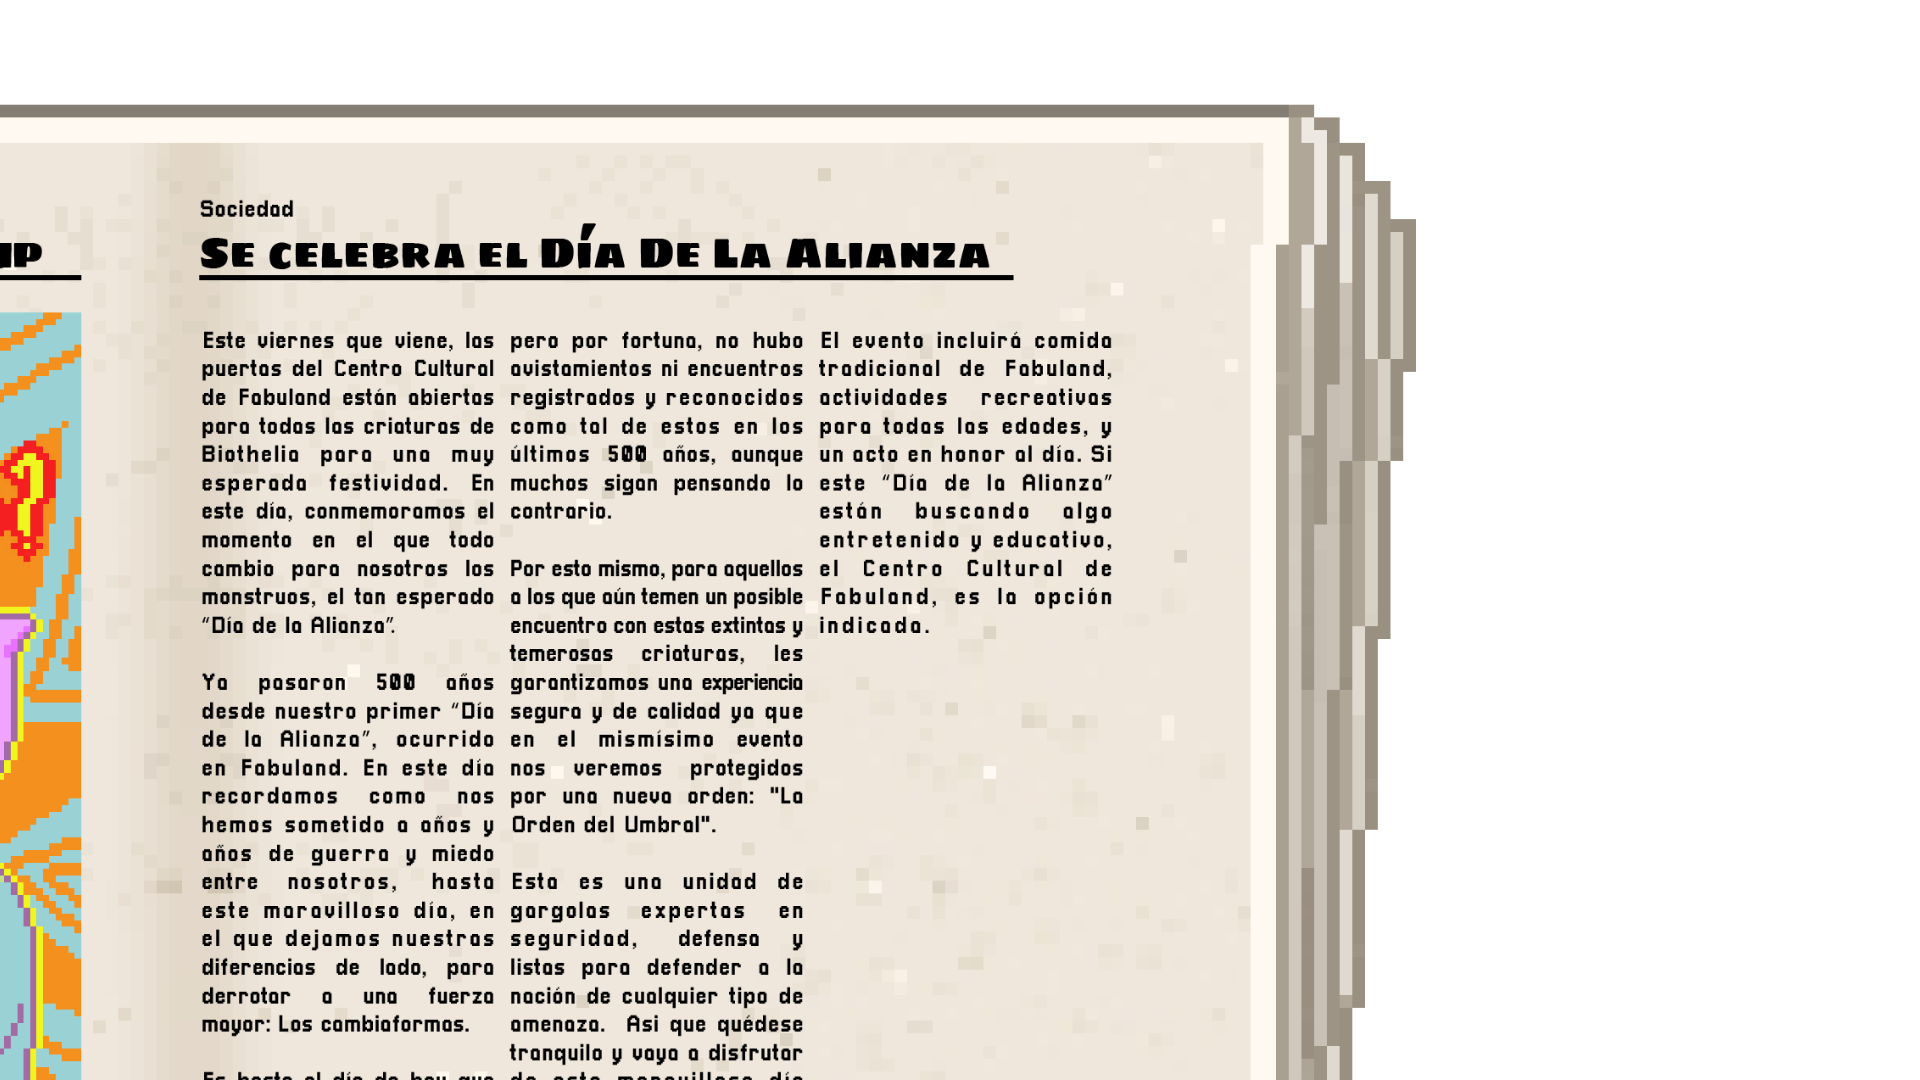 IP
Sociedad
Se celebra el Día De La Alianza
Este viernes que viene, las
puertas del Centro Cultural
de Fabuland están abiertas
para todas las criaturas de
Biothelia para una muy
esperada festividad. En
este día, conmemoramos el
momento en el que todo
cambio para nosotros los
monstruos, el tan esperado
“Día de la Alianza”.
Ya pasaron 500 años
desde nuestro primer “Día
de la Alianza”, ocurrido
en Fabuland. En este día
recordamos como nos
hemos sometido a años y
años de guerra y miedo
entre nosotros, hasta
este maravilloso día, en
el que dejamos nuestras
diferencias de lado, para
derrotar a una fuerza
mayor: Los cambiaformas.
Es hasta el día de hoy que
pero por fortuna, no hubo
avistamientos ni encuentros
registrados y reconocidos
como tal de estos en los
últimos 500 años, aunque
muchos sigan pensando lo
contrario.
Por esto mismo, para aquellos
a los que aún temen un posible
encuentro con estas extintas y
temerosas criaturas, les
garantizamos una experiencia
segura y de calidad ya que
en el mismísimo evento
nos veremos protegidos
por una nueva orden: "La
Orden del Umbral".
Esta es una unidad de
gargolas expertas en
seguridad, defensa y
listas para defender a la
nación de cualquier tipo de
amenaza. Asi que quédese
tranquilo y vaya a disfrutar
de este maravilloso día
El evento incluirá comida
tradicional de Fabuland,
actividades recreativas
para todas las edades, y
un acto en honor al día. Si
este “Día de la Alianza”
están buscando algo
entretenido y educativo,
el Centro Cultural de
Fabuland, es la opción
indicada.